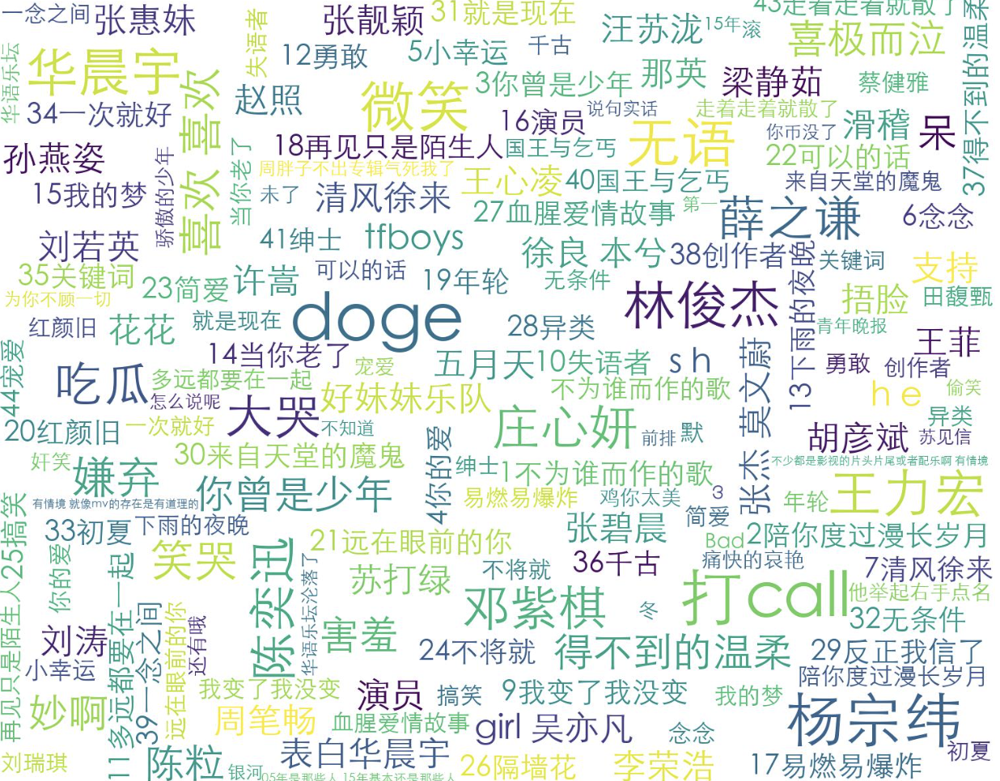 一念之间
张惠妹
失语者
张靓颖
31就是现在
汪苏泷
15年滚
43走着走着就散了
喜极而泣
37得不到的温柔
华语乐坛
华晨宇
喜欢 喜欢
12勇敢
5小幸运
千古
赵照
微笑
3你曾是少年
那英
梁静茹
蔡健雅
34一次就好
16演员
说句实话
走着走着就散了
无语
你币没了
滑稽
呆
孙燕姿
骄傲的少年
当你老了
18再见只是陌生人
国王与乞丐
22可以的话
周胖子不出专辑气死我了
王心凌
40国王与乞丐
来自天堂的魔鬼
15我的梦
未了
清风徐来
27血腥爱情故事
第一
薛之谦
6念念
刘若英
41绅士
tfboys
徐良 本兮
38创作者
13下雨的夜晚
关键词
支持
35关键词
23简爱
许嵩
可以的话
19年轮
无条件
林俊杰
捂脸
田馥甄
为你不顾一切
红颜旧
花花
就是现在
doge
28异类
青年晚报
王菲
44宠爱
14当你老了
宠爱
五月天
10失语者
s h
张杰 莫文蔚
勇敢
创作者
吃瓜
多远都要在一起
怎么说呢
大哭
好妹妹乐队
不为谁而作的歌
h e
偷笑
20红颜旧
一次就好
不知道
庄心妍
前排
默
异类
胡彦斌
苏见信
奸笑
嫌弃
30来自天堂的魔鬼
4你的爱
绅士
1不为谁而作的歌
不少都是影视的片头片尾或者配乐啊 有情境
有情境 就像mv的存在是有道理的
你曾是少年
易燃易爆炸
鸡你太美
3
简爱
年轮
王力宏
再见只是陌生人
25搞笑
33初夏
下雨的夜晚
张碧晨
Bad
2陪你度过漫长岁月
你的爱
11多远都要在一起
笑哭
陈奕迅
华语乐坛沦落了
21远在眼前的你
苏打绿
不将就
36千古
痛快的哀艳
7清风徐来
39一念之间
远在眼前的你
还有哦
邓紫棋
冬
打call
他举起右手点名
32无条件
刘涛
小幸运
害羞
24不将就
得不到的温柔
29反正我信了
陪你度过漫长岁月
妙啊
我变了我没变
演员
搞笑
9我变了我没变
我的梦
杨宗纬
周笔畅
血腥爱情故事
girl
吴亦凡
念念
初夏
刘瑞琪
陈粒
银河
表白华晨宇
05年是那些人 15年基本还是那些人
26隔墙花
李荣浩
17易燃易爆炸